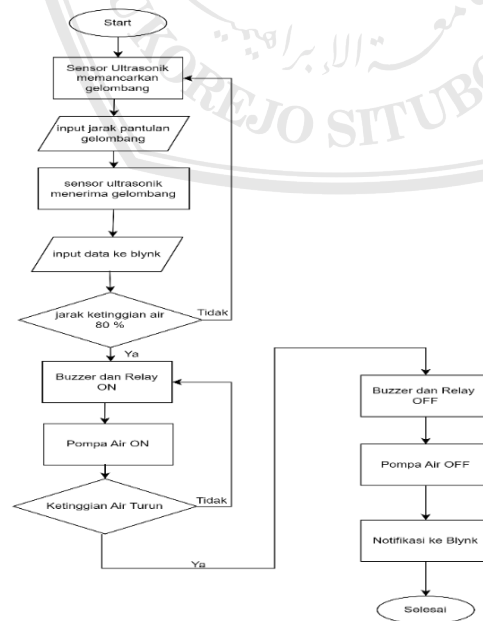 Start
Sensor Ultrasonik
memancarkan
gelombang
input jarak pantulan
gelombang
sensor ultrasonik
menerima gelombang
input data ke blynk
jarak ketinggian air
80 %
Tidak
Ya
Buzzer dan Relay
ON
Pompa Air ON
Ketinggian Air Turun
Tidak
Ya
Buzzer dan Relay
OFF
Pompa Air OFF
Notifikasi ke Blynk
Selesai
KOREJO SITUBO